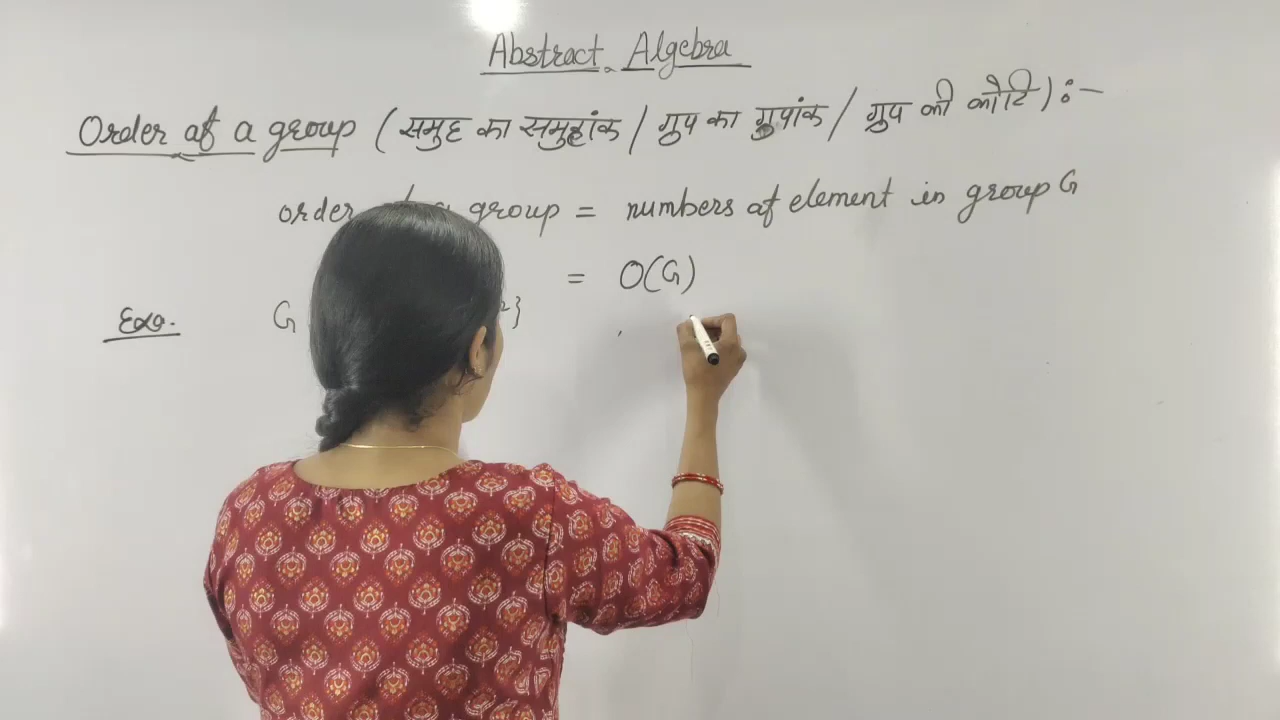 Abstract Algebra
Order of a group (समुह का समुहांक / ग्रुप का ग्रुपांक / ग्रुप की कोटि) :-
order a group = numbers of element in group G
= O(G)
Exa. G }